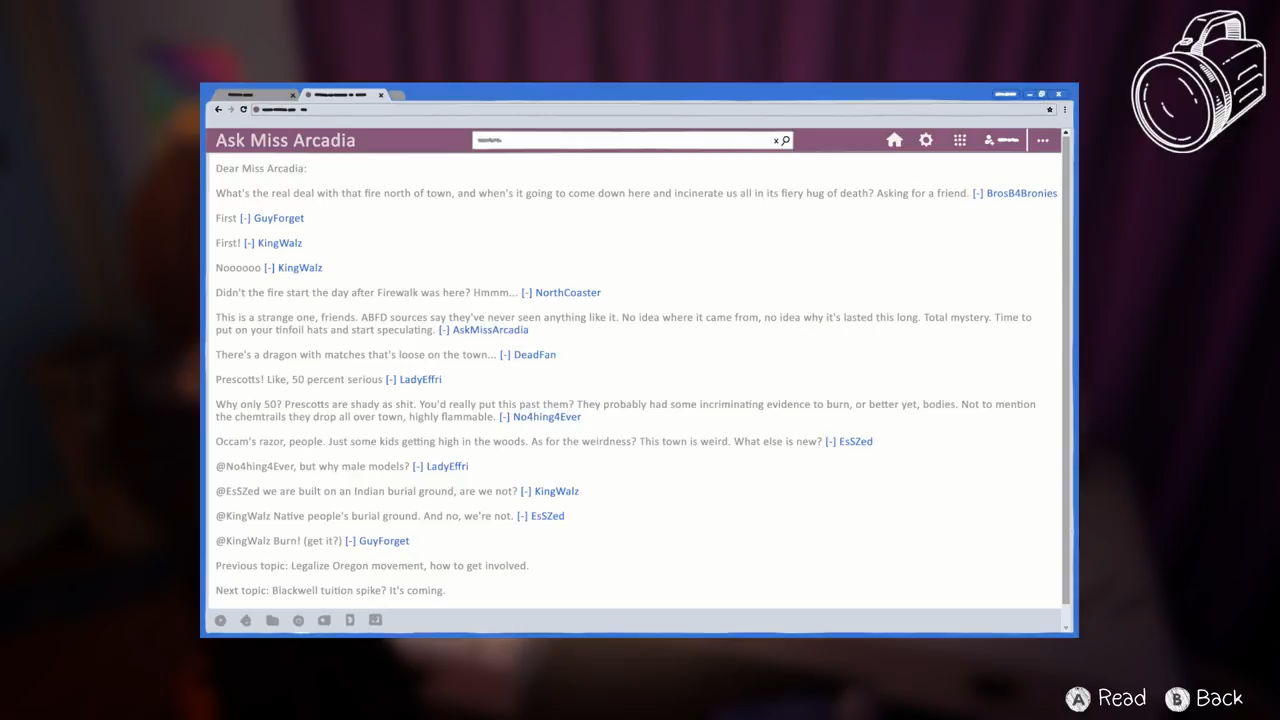 Ask Miss Arcadia
Dear Miss Arcadia:
What's the real deal with that fire north of town, and when's it going to come down here and incinerate us all in its fiery hug of death? Asking for a friend. [-] BrosB4Bronies
First [-] GuyForget
First! [-] KingWalz
Noooooo [-] KingWalz
Didn't the fire start the day after Firewalk was here? Hmmm... [-] NorthCoaster
This is a strange one, friends. ABFD sources say they've never seen anything like it. No idea where it came from, no idea why it's lasted this long. Total mystery. Time to
put on your tinfoil hats and start speculating. [-] AskMissArcadia
There's a dragon with matches that's loose on the town... [-] DeadFan
Prescotts! Like, 50 percent serious [-] LadyEffri
Why only 50? Prescotts are shady as shit. You'd really put this past them? They probably had some incriminating evidence to burn, or better yet, bodies. Not to mention
the chemtrails they drop all over town, highly flammable. [-] No4hing4Ever
Occam's razor, people. Just some kids getting high in the woods. As for the weirdness? This town is weird. What else is new? [-] EsSZed
@No4hing4Ever, but why male models? [-] LadyEffri
@EsSZed we are built on an Indian burial ground, are we not? [-] KingWalz
@KingWalz Native people's burial ground. And no, we're not. [-] EsSZed
@KingWalz Burn! (get it?) [-] GuyForget
Previous topic: Legalize Oregon movement, how to get involved.
Next topic: Blackwell tuition spike? It's coming.
A Read B Back